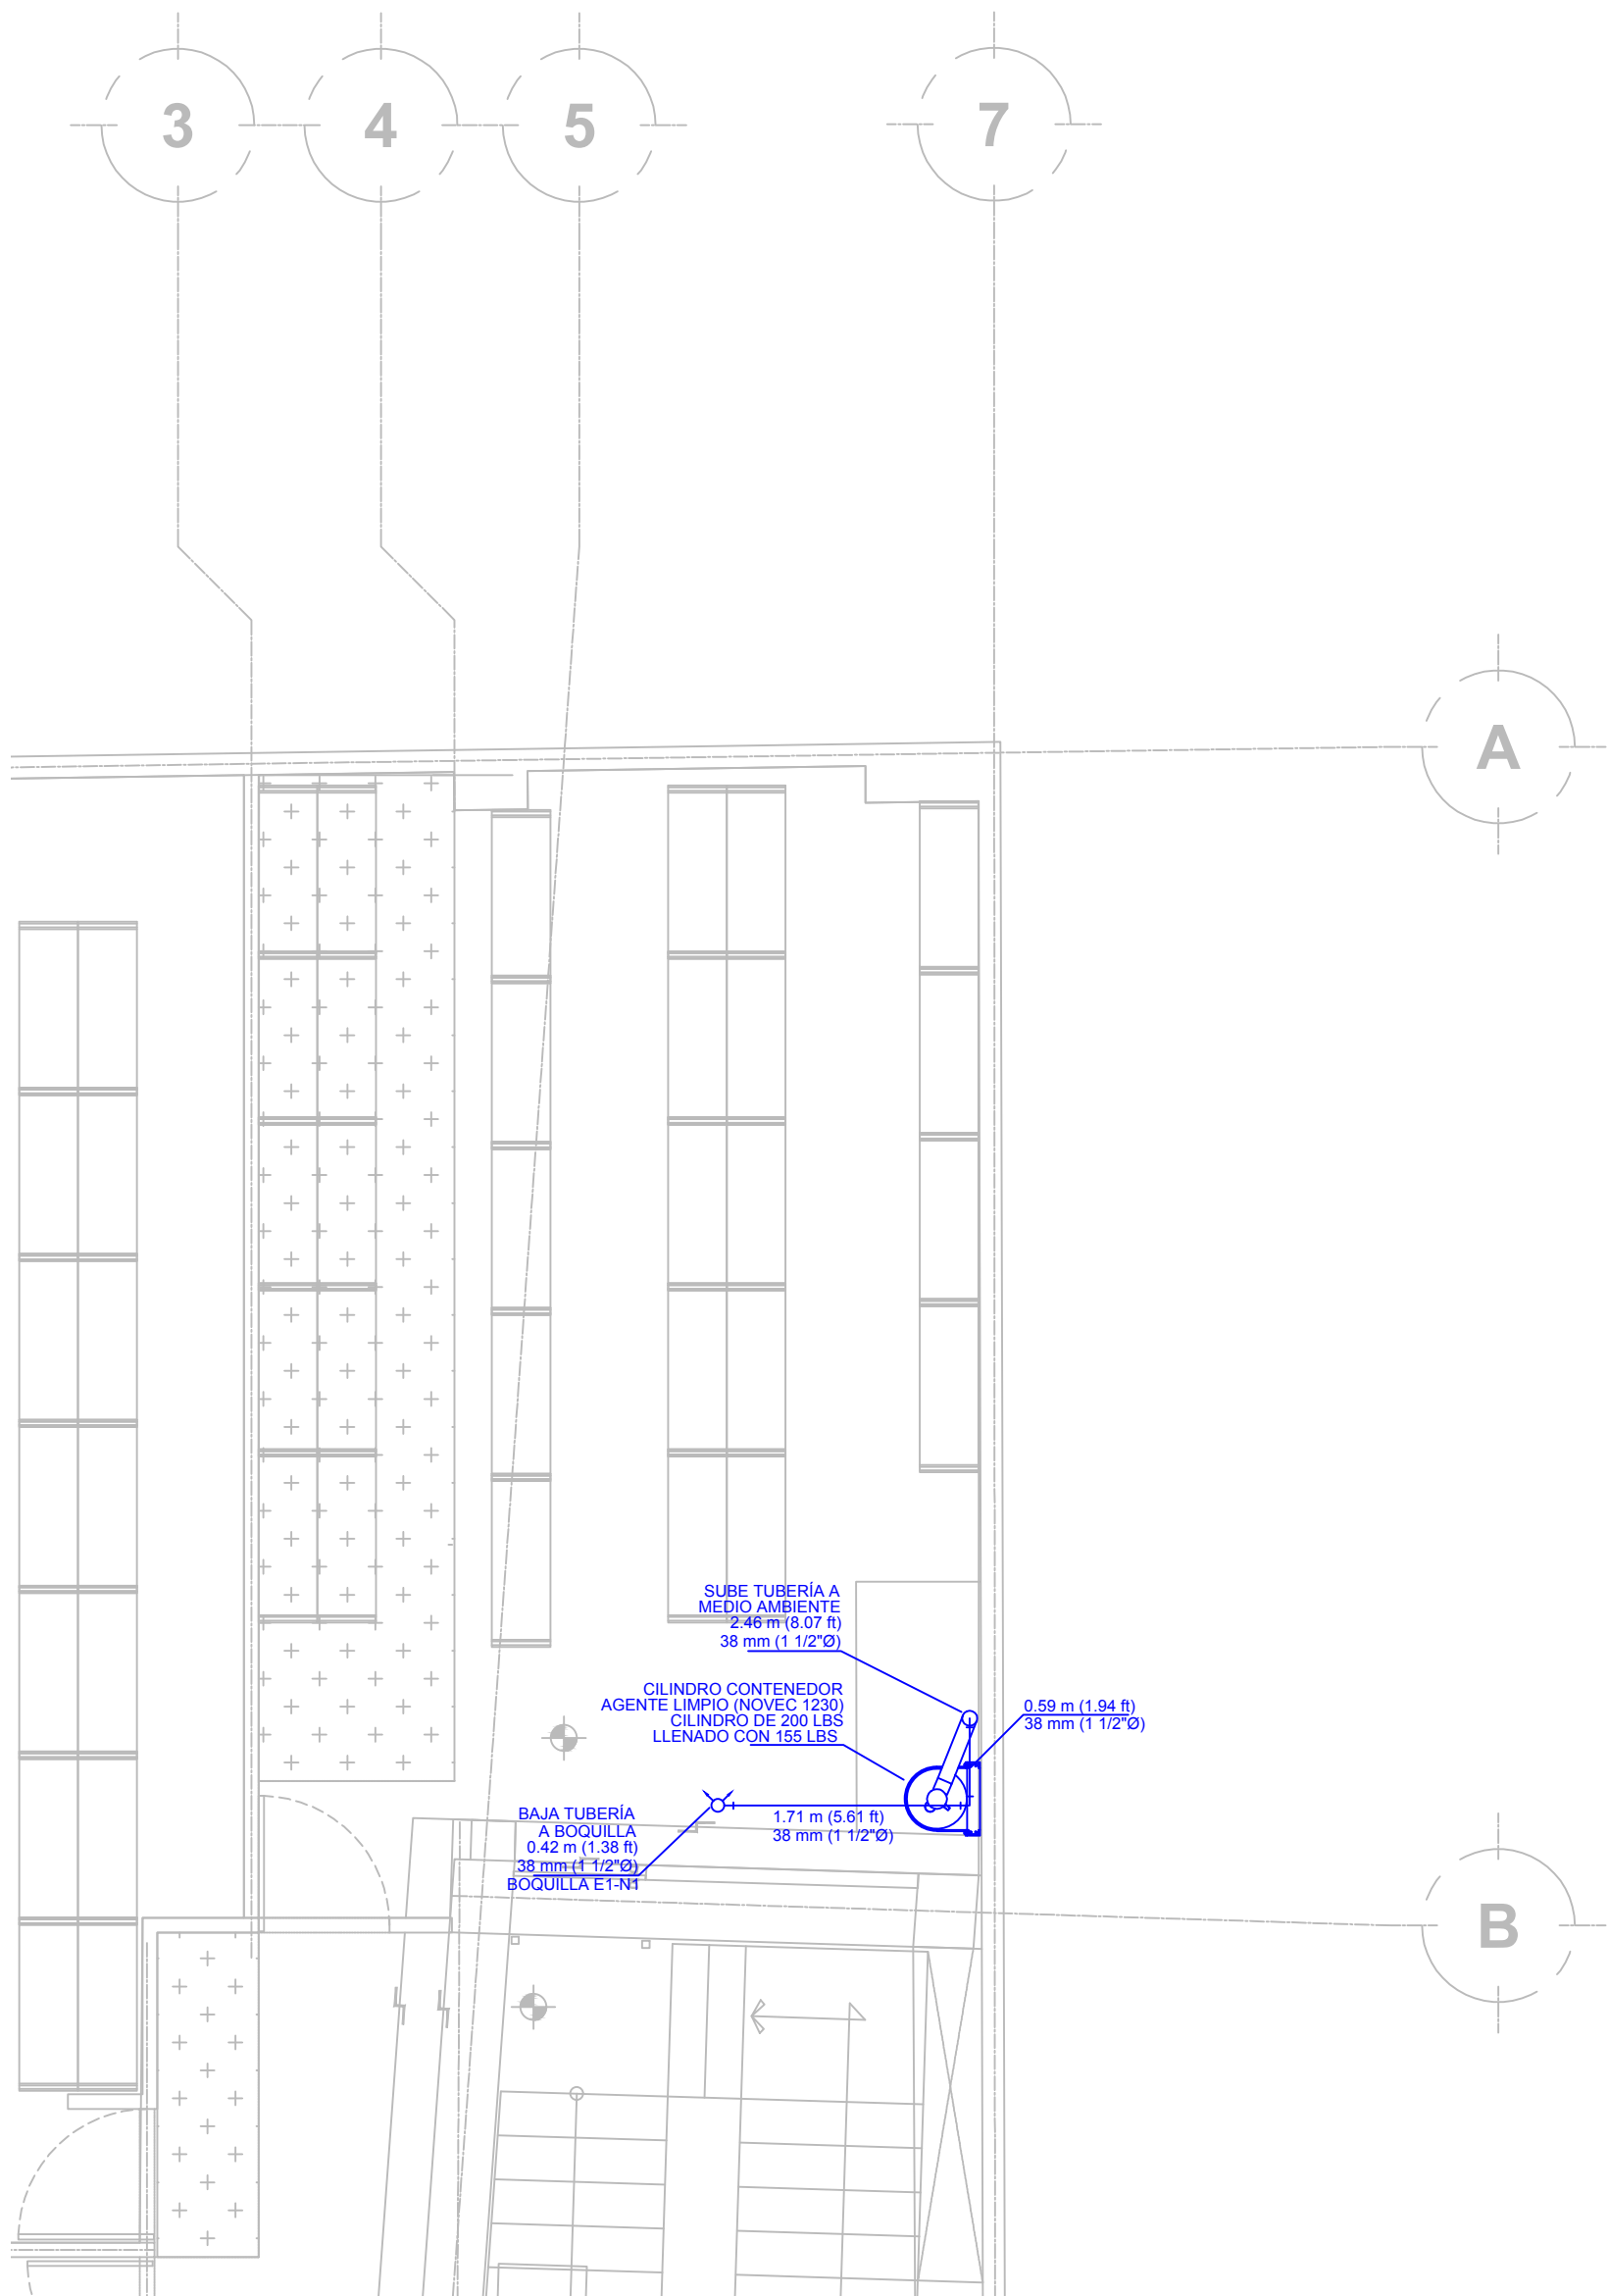 3
4
5
7
A
SUBE TUBERÍA A
MEDIO AMBIENTE
2.46 m (8.07 ft)
38 mm (1 1/2"Ø)
CILINDRO CONTENEDOR
AGENTE LIMPIO (NOVEC 1230)
CILINDRO DE 200 LBS
LLENADO CON 155 LBS
0.59 m (1.94 ft)
38 mm (1 1/2"Ø)
1.71 m (5.61 ft)
38 mm (1 1/2"Ø)
BAJA TUBERÍA
A BOQUILLA
0.42 m (1.38 ft)
38 mm (1 1/2"Ø)
BOQUILLA E1-N1
B